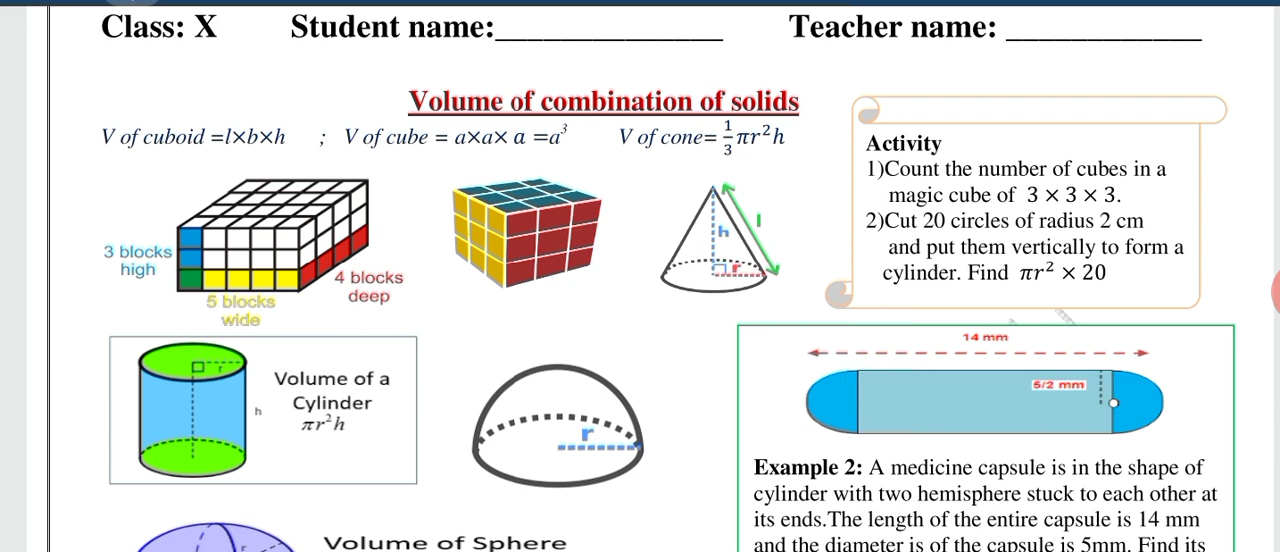 Class: X Student name:______________ Teacher name: ____________
Volume of combination of solids
V of cuboid =l×b×h ; V of cube = a×a× a =a³ V of cone= 1/3 πr²h
3 blocks
high
5 blocks
wide
4 blocks
deep
h
l
r
Activity
1)Count the number of cubes in a
magic cube of 3 × 3 × 3.
2)Cut 20 circles of radius 2 cm
and put them vertically to form a
cylinder. Find πr² × 20
r
h
Volume of a
Cylinder
πr²h
r
14 mm
5/2 mm
Example 2: A medicine capsule is in the shape of
cylinder with two hemisphere stuck to each other at
its ends.The length of the entire capsule is 14 mm
and the diameter is of the capsule is 5mm. Find its
r
Volume of Sphere